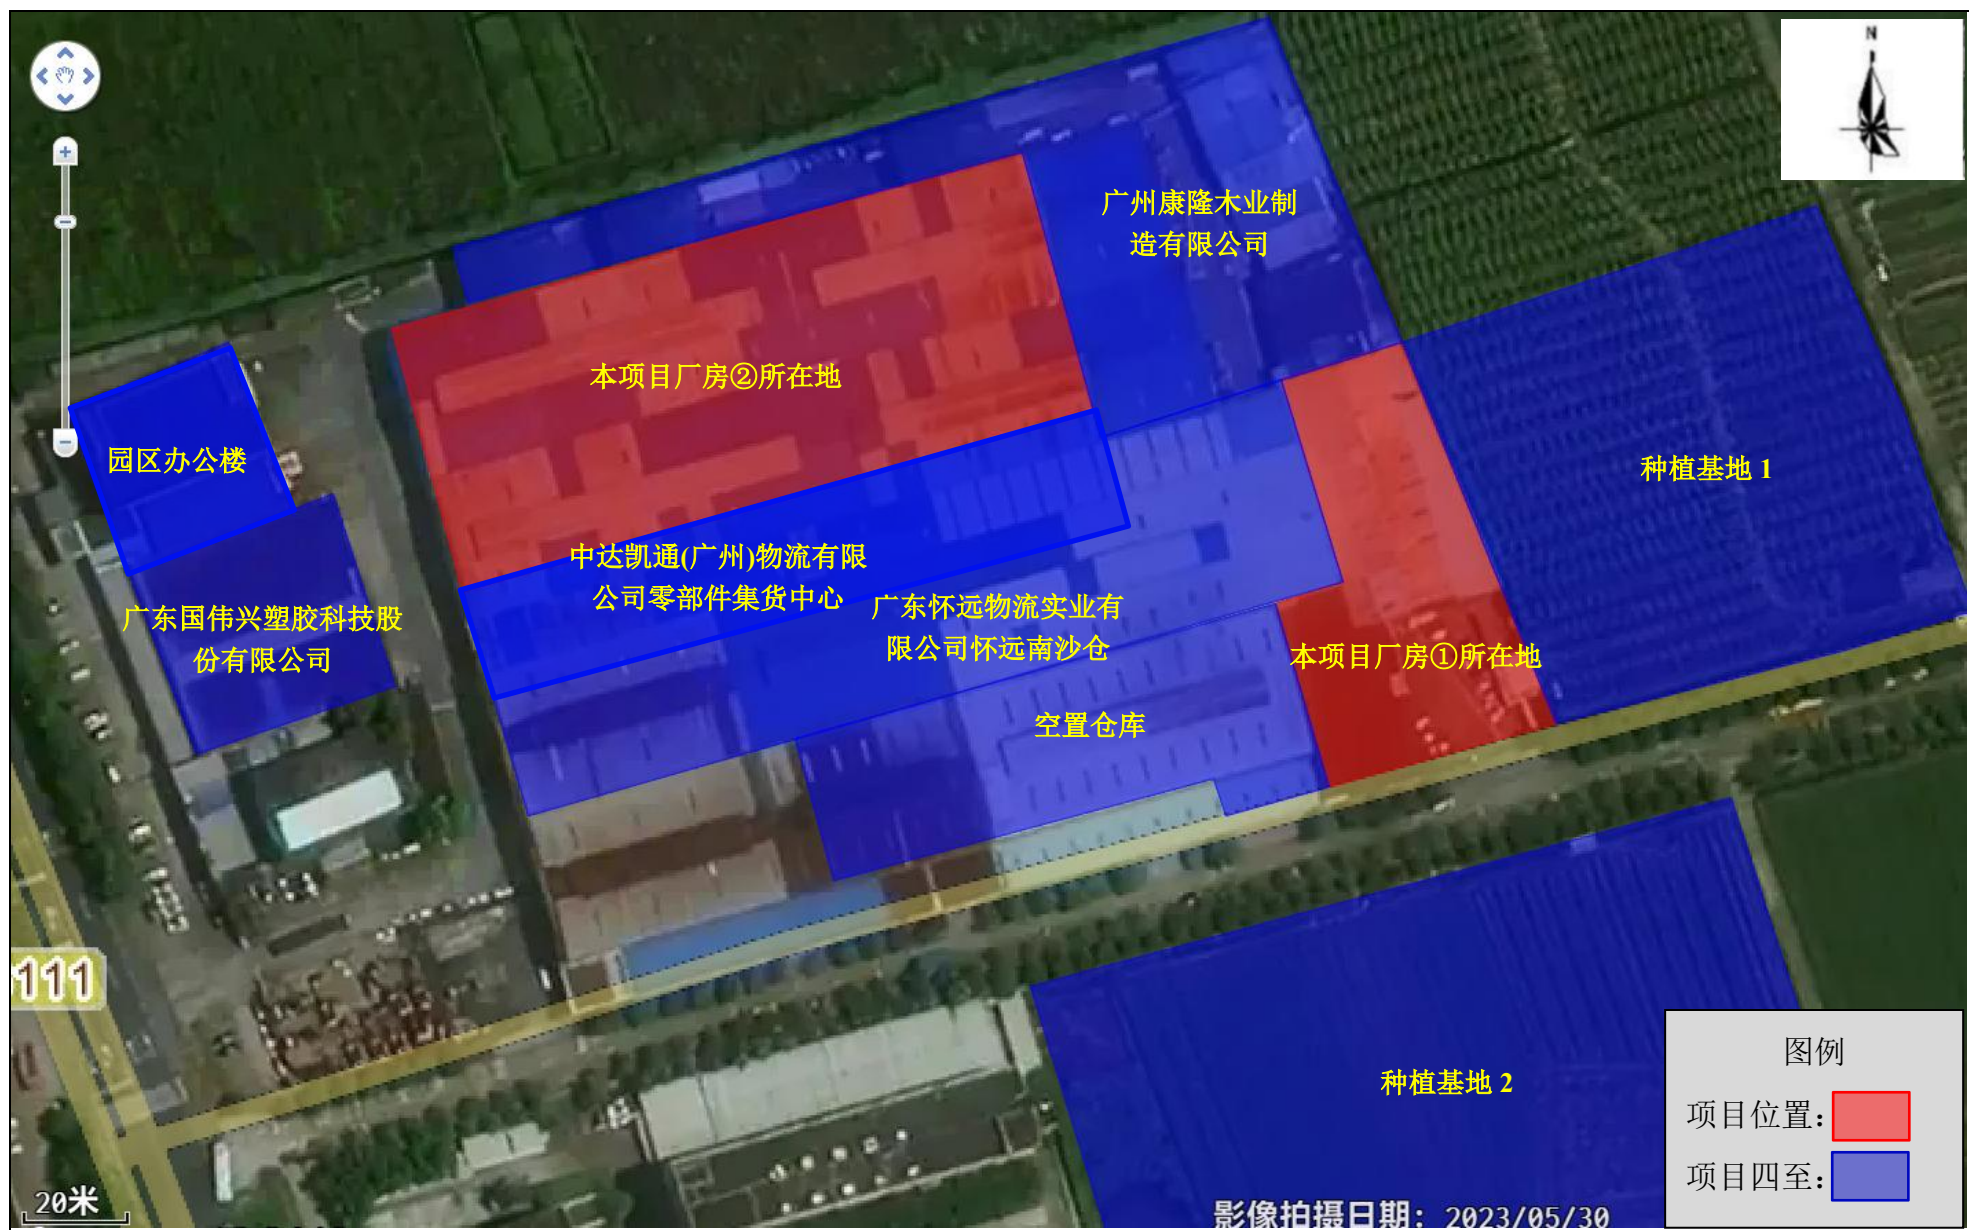 N
广州康隆木业制
造有限公司
本项目厂房②所在地
园区办公楼
种植基地 1
中达凯通(广州)物流有限
公司零部件集货中心
广东怀远物流实业有
限公司怀远南沙仓
广东国伟兴塑胶科技股
份有限公司
本项目厂房①所在地
空置仓库
111
种植基地 2
图例
项目位置：
项目四至：
20米
影像拍摄日期：2023/05/30